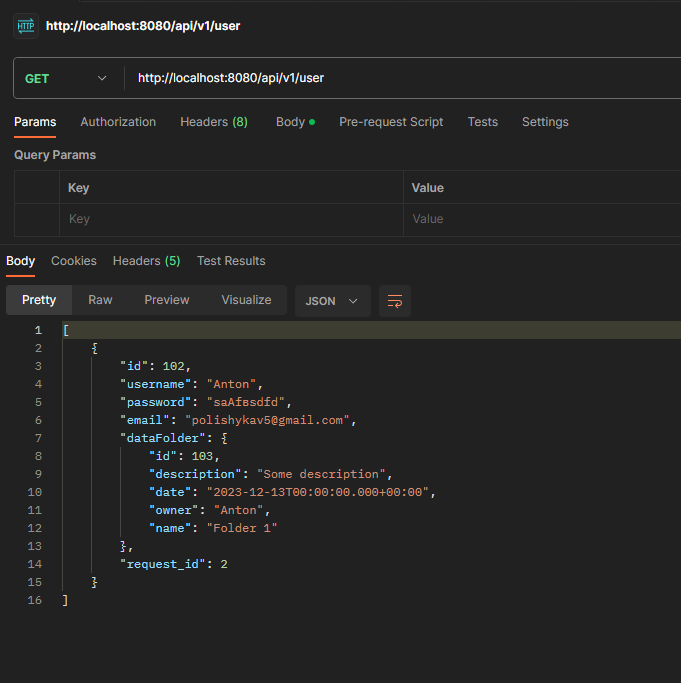 HTTP http://localhost:8080/api/v1/user
GET http://localhost:8080/api/v1/user
Params Authorization Headers (8) Body Pre-request Script Tests Settings
Query Params
Key Value
Key Value
Body Cookies Headers (5) Test Results
Pretty Raw Preview Visualize JSON
1 [
2 {
3 "id": 102,
4 "username": "Anton",
5 "password": "saAfвsdfd",
6 "email": "polishykav5@gmail.com",
7 "dataFolder": {
8 "id": 103,
9 "description": "Some description",
10 "date": "2023-12-13T00:00:00.000+00:00",
11 "owner": "Anton",
12 "name": "Folder 1"
13 },
14 "request_id": 2
15 }
16 ]